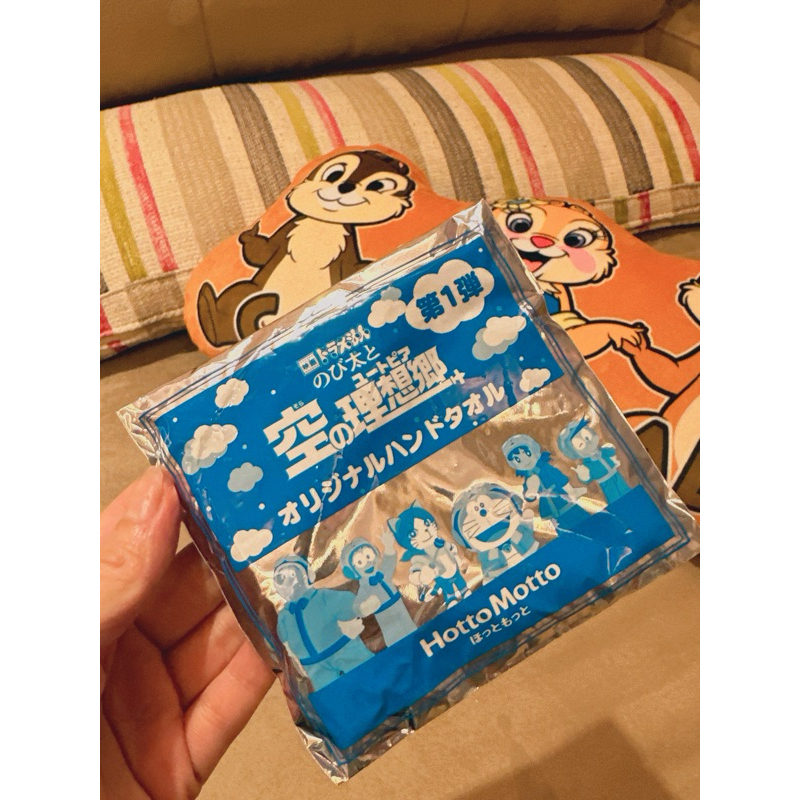 第1弾
映画ドラえもん
のび太と
空の理想郷
そら
ユートピア
オリジナルハンドタオル
HottoMotto
ほっともっと